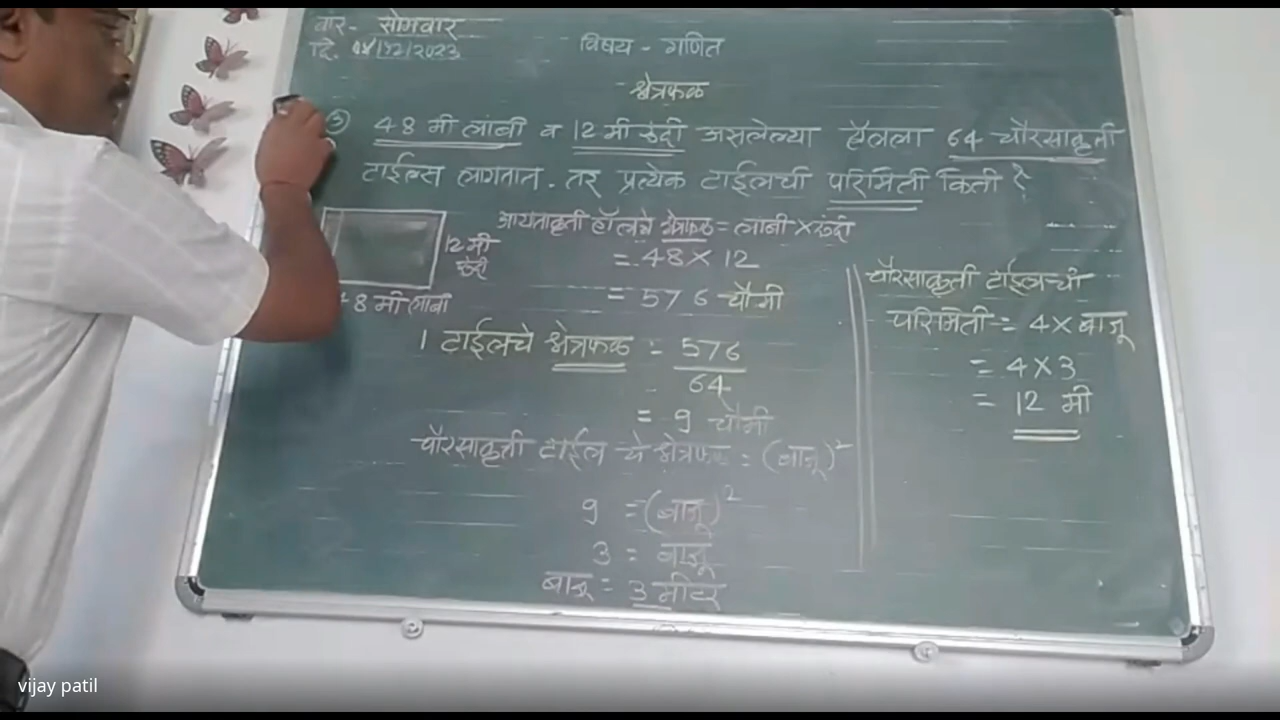 वार- सोमवार
दि. 04/12/2023
विषय - गणित
क्षेत्रफळ
③ 48 मी लांबी व 12 मी रुंदी असलेल्या हॉलला 64 चौरसाकृती
टाईल्स लागतात. तर प्रत्येक टाईलची परिमिती किती ?
आयताकृती हॉलचे क्षेत्रफळ = लांबी × रुंदी
= 48 × 12
= 576 चौमी
12 मी
रुंदी
8 मी लांबी
1 टाईलचे क्षेत्रफळ = 576
64
= 9 चौमी
चौरसाकृती टाईल चे क्षेत्रफळ = (बाजू)²
9 = (बाजू)²
3 = बाजू
बाजू = 3 मीटर
चौरसाकृती टाईलची
परिमिती = 4 × बाजू
= 4 × 3
= 12 मी
vijay patil